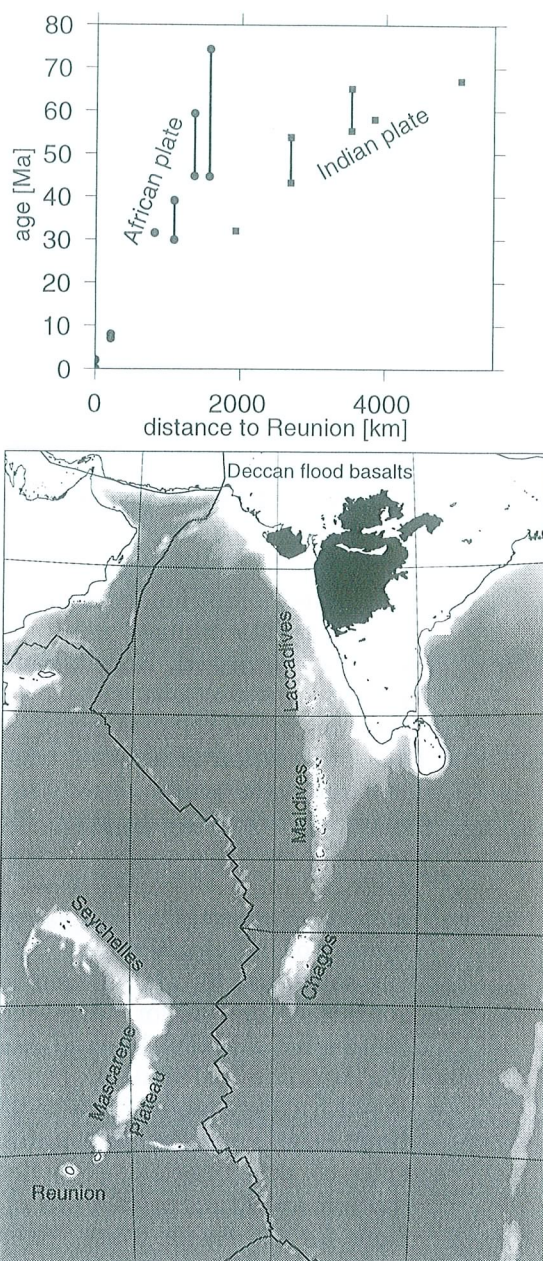 80
70
60
50
40
30
20
10
0
age [Ma]
African plate
Indian plate
0
2000
4000
distance to Reunion [km]
Deccan flood basalts
Laccadives
Maldives
Chagos
Seychelles
Mascarene
Plateau
Reunion